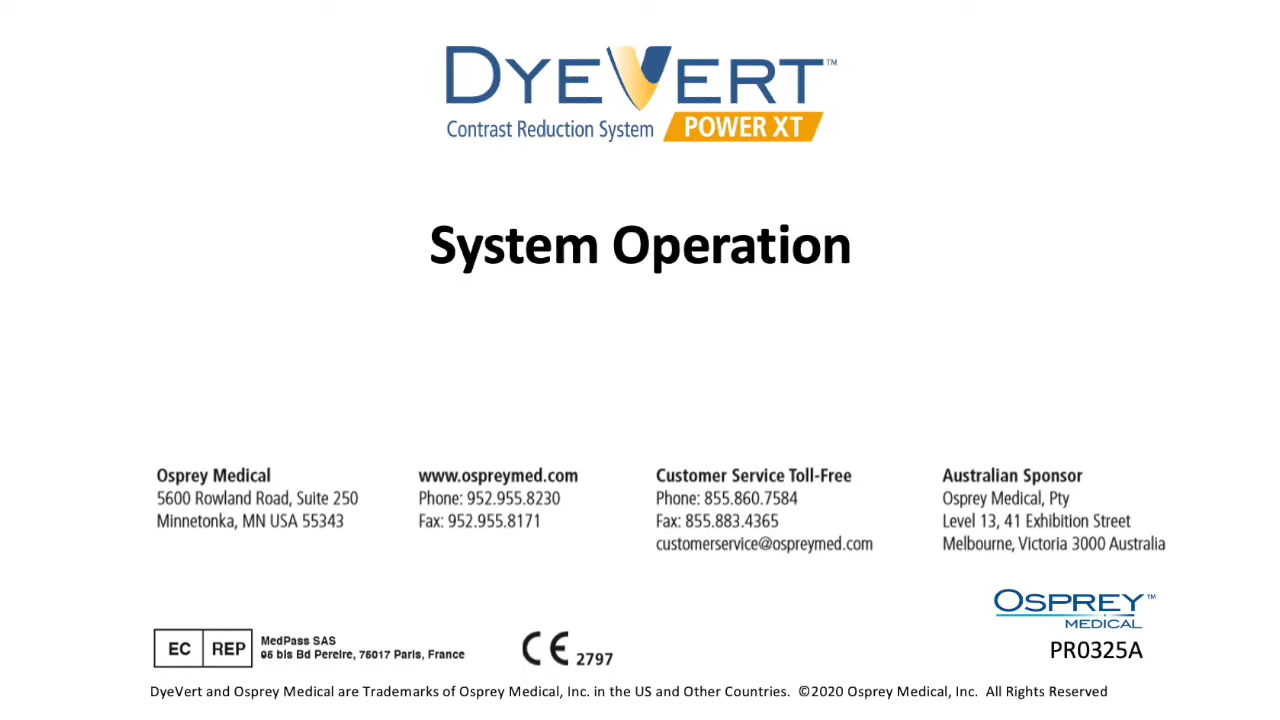 DYEVERT™
Contrast Reduction System POWER XT
System Operation
Osprey Medical
5600 Rowland Road, Suite 250
Minnetonka, MN USA 55343
www.ospreymed.com
Phone: 952.955.8230
Fax: 952.955.8171
Customer Service Toll-Free
Phone: 855.860.7584
Fax: 855.883.4365
customerservice@ospreymed.com
Australian Sponsor
Osprey Medical, Pty
Level 13, 41 Exhibition Street
Melbourne, Victoria 3000 Australia
OSPREY™
MEDICAL
PR0325A
EC REP
MedPass SAS
95 bis Bd Pereire, 75017 Paris, France
CE 2797
DyeVert and Osprey Medical are Trademarks of Osprey Medical, Inc. in the US and Other Countries. ©2020 Osprey Medical, Inc. All Rights Reserved